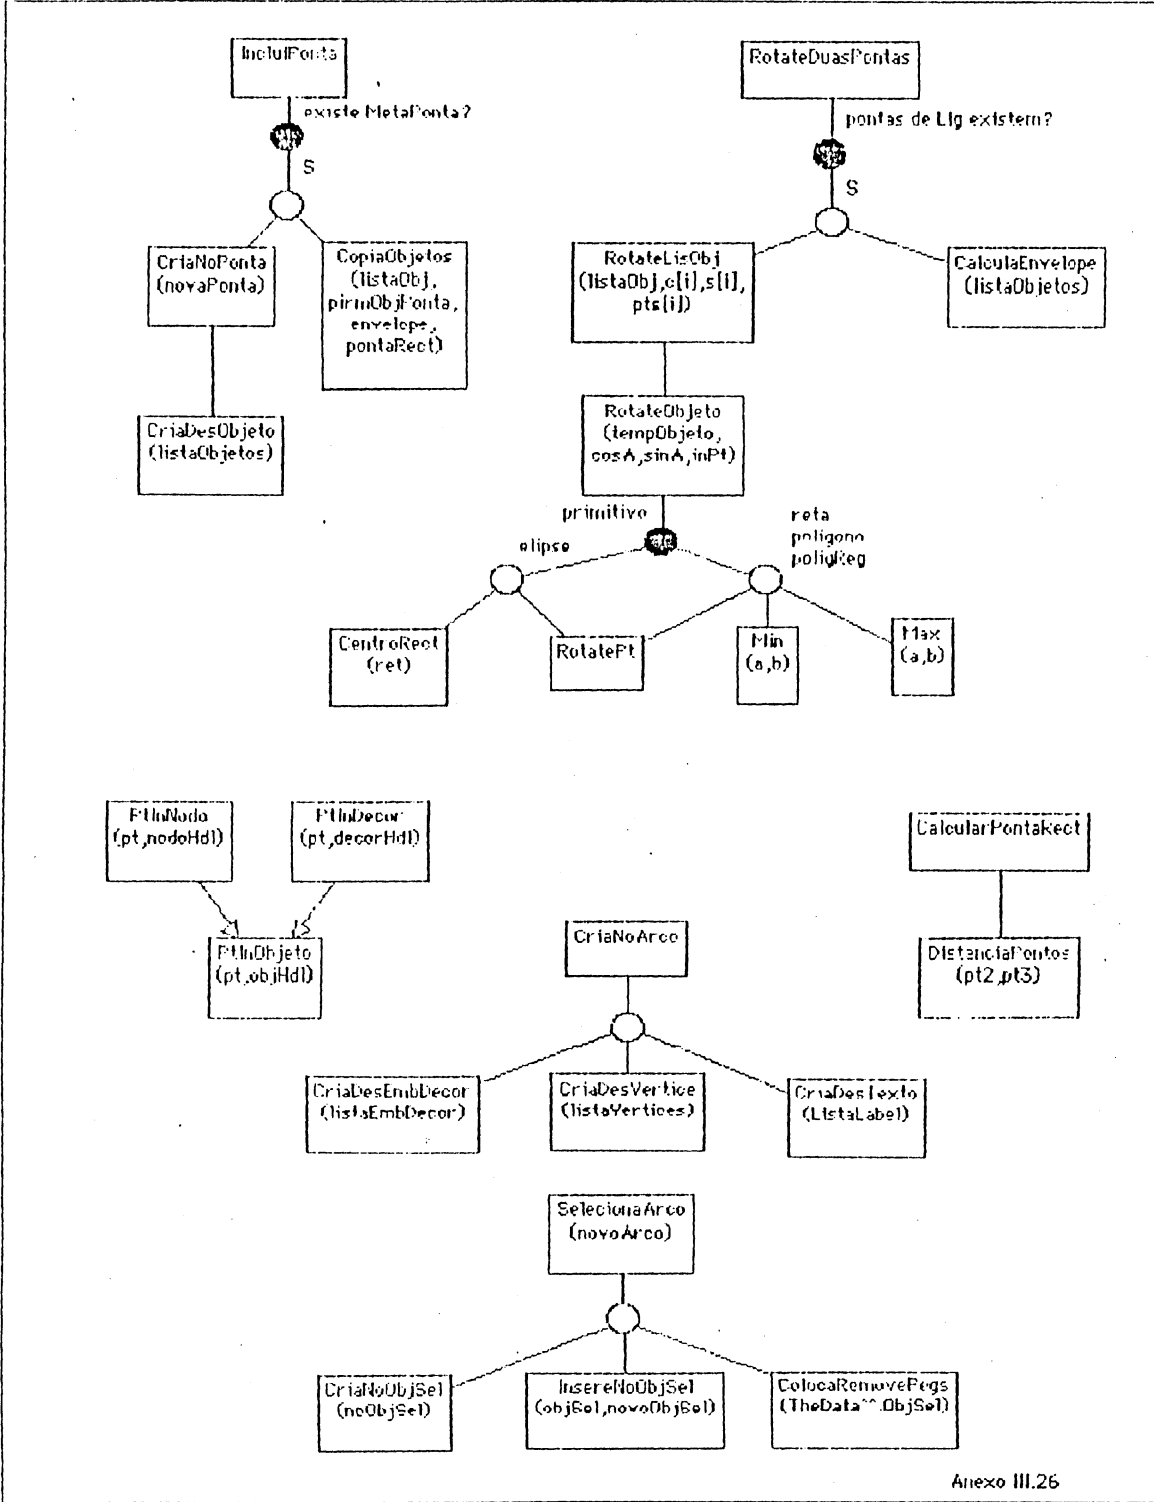 IncluiPonta
existe MetaPonta?
S
CriaNoPonta
(novaPonta)
CopiaObjetos
(listaObj,
pirmObjPonta,
envelope,
pontaRect)
CriaDesObjeto
(listaObjetos)
RotateDuasPontas
pontas de Lig existem?
S
RotateLisObj
(listaObj,c[i],s[i],
pts[i])
CalculaEnvelope
(listaObjetos)
RotateObjeto
(tempObjeto,
cosA,sinA,inPt)
primitivo
elipse
reta
poligono
poligReg
CentroRect
(ret)
RotatePt
Min
(a,b)
Max
(a,b)
PtInNodo
(pt,nodoHdl)
PtInDecor
(pt,decorHdl)
PtInObjeto
(pt,objHdl)
CalcularPontaRect
DistanciaPontos
(pt2,pt3)
CriaNoArco
CriaDesEmbDecor
(listaEmbDecor)
CriaDesVertice
(listaVertices)
CriaDesTexto
(ListaLabel)
SelecionaArco
(novoArco)
CriaNoObjSel
(noObjSel)
InsereNoObjSel
(objSel,novoObjSel)
ColocaRemovePegs
(TheData^^.ObjSel)
Anexo III.26